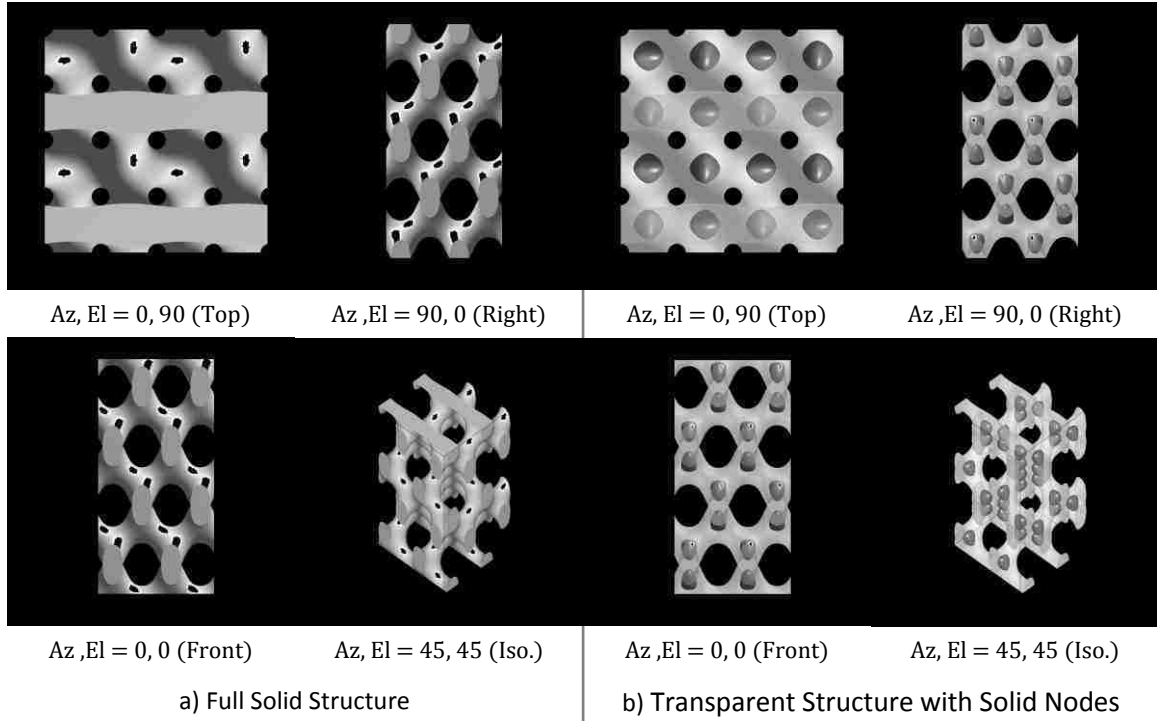 Az, El = 0, 90 (Top)
Az ,El = 90, 0 (Right)
Az, El = 0, 90 (Top)
Az ,El = 90, 0 (Right)
Az ,El = 0, 0 (Front)
Az, El = 45, 45 (Iso.)
Az ,El = 0, 0 (Front)
Az, El = 45, 45 (Iso.)
a) Full Solid Structure
b) Transparent Structure with Solid Nodes